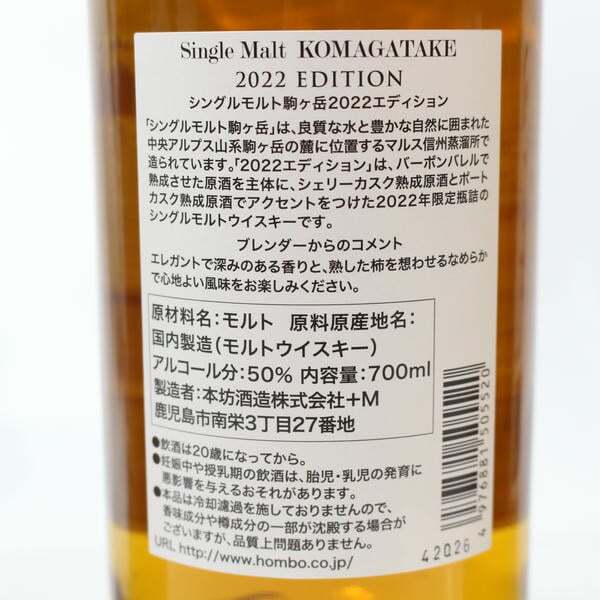 Single Malt KOMAGATAKE
2022 EDITION
シングルモルト駒ヶ岳2022エディション
「シングルモルト駒ヶ岳」は、良質な水と豊かな自然に囲まれた
中央アルプス山系駒ヶ岳の麓に位置するマルス信州蒸溜所で
造られています。「2022エディション」は、バーボンバレルで
熟成させた原酒を主体に、シェリーカスク熟成原酒とポート
カスク熟成原酒でアクセントをつけた2022年限定瓶詰の
シングルモルトウイスキーです。
ブレンダーからのコメント
エレガントで深みのある香りと、熟した柿を想わせるなめらか
で心地よい風味をお楽しみください。
原材料名：モルト 原料原産地名：
国内製造（モルトウイスキー）
アルコール分：50% 内容量：700ml
製造者：本坊酒造株式会社+M
鹿児島市南栄3丁目27番地
●飲酒は20歳になってから。
●妊娠中や授乳期の飲酒は、胎児・乳児の発育に
悪影響を与えるおそれがあります。
●本品は冷却濾過を施しておりませんので、
香味成分や樽成分の一部が沈殿する場合が
ございますが、品質上問題ありません。
URL http://www.hombo.co.jp/
42026
4 976881 505520